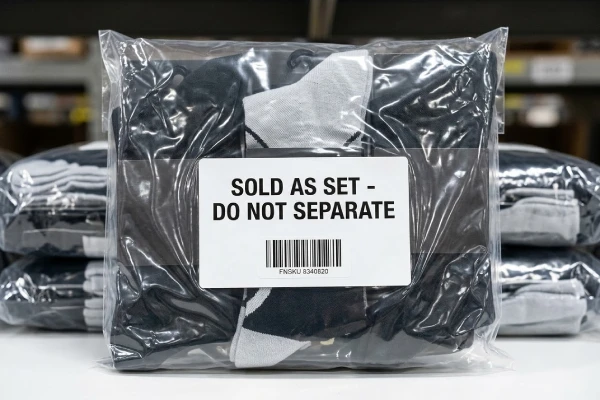 SOLD AS SET -
DO NOT SEPARATE
FNSKU 8340820